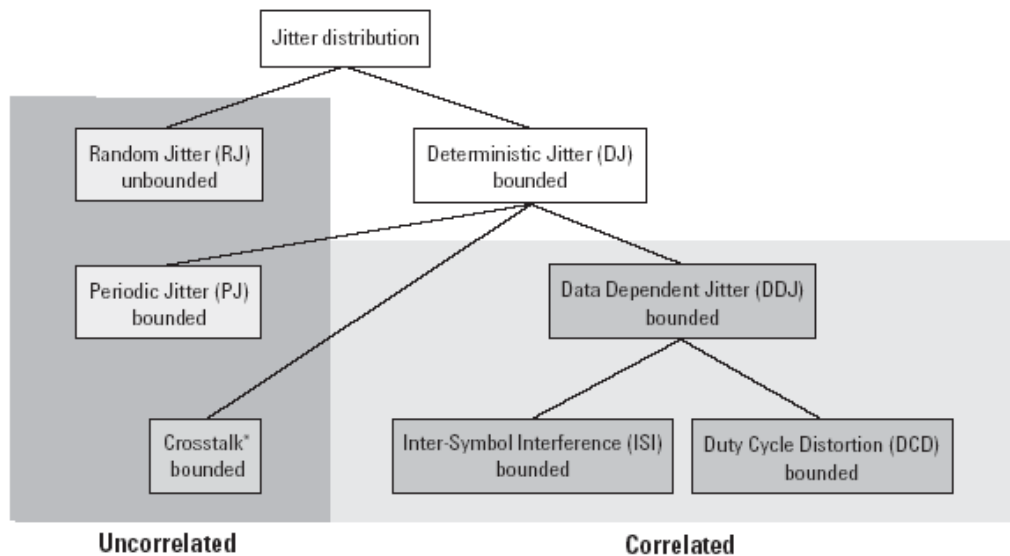 Jitter distribution
Random Jitter (RJ)
unbounded
Deterministic Jitter (DJ)
bounded
Periodic Jitter (PJ)
bounded
Data Dependent Jitter (DDJ)
bounded
Crosstalk*
bounded
Inter-Symbol Interference (ISI)
bounded
Duty Cycle Distortion (DCD)
bounded
Uncorrelated
Correlated